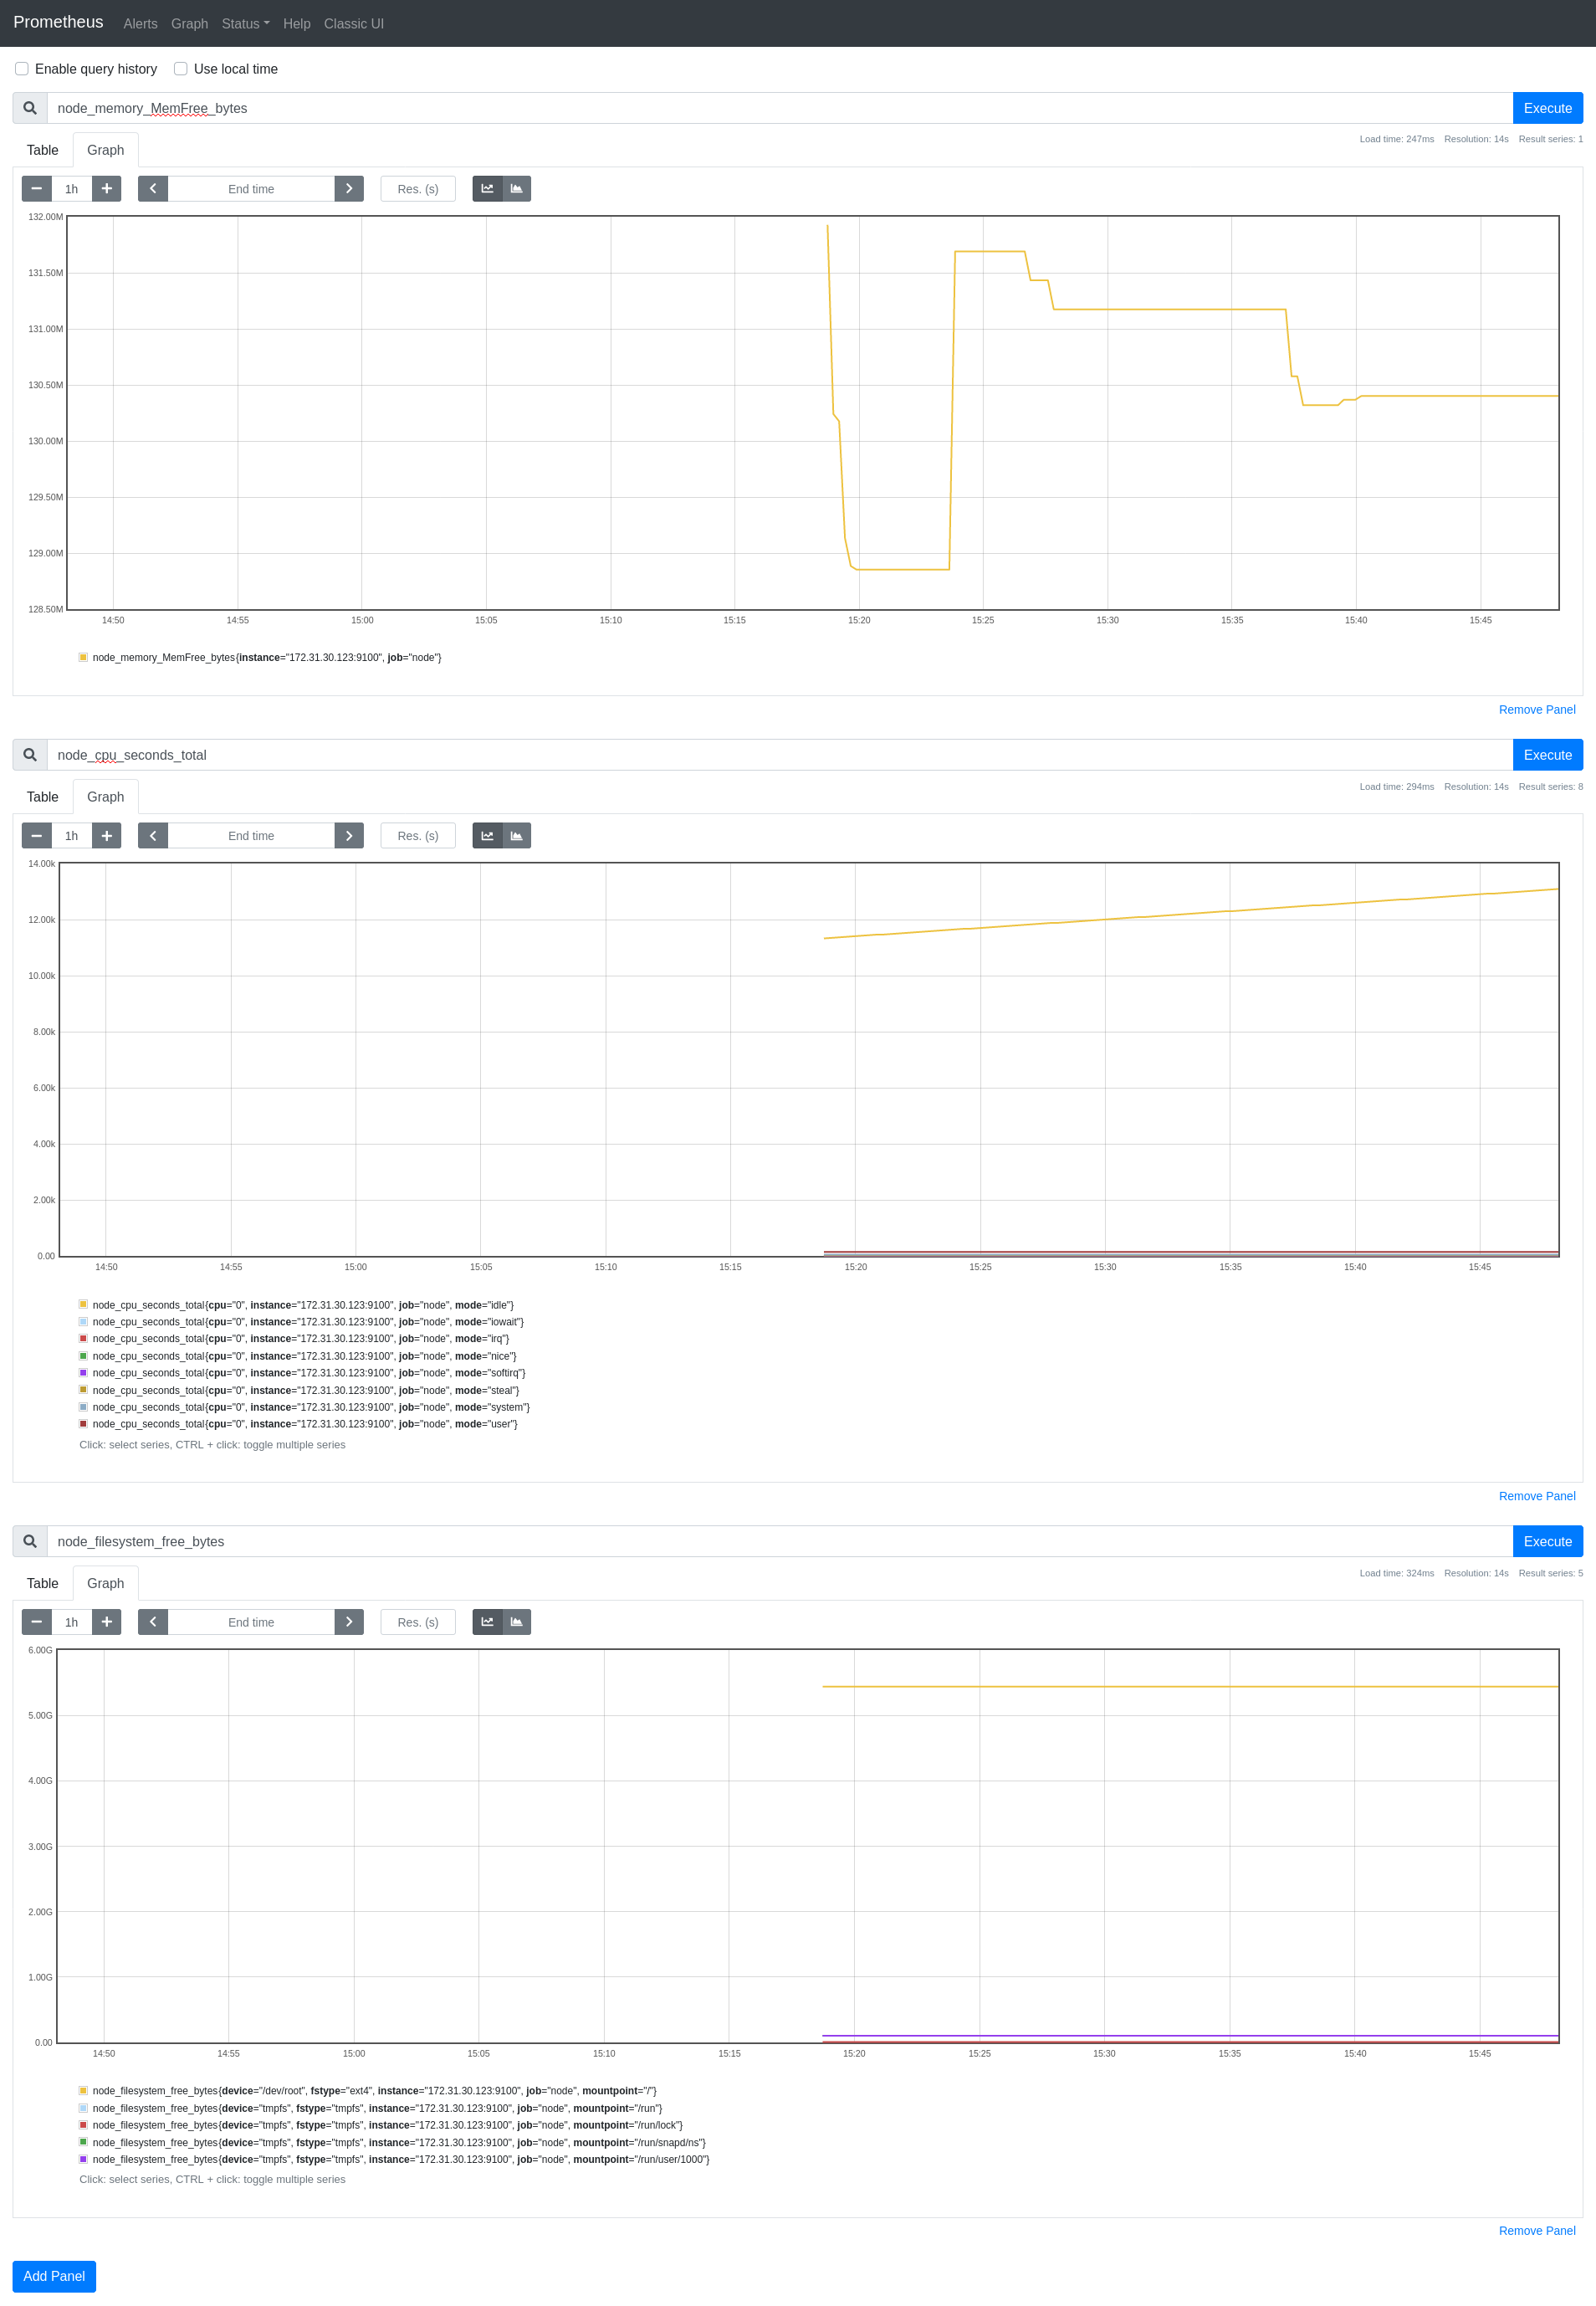 Prometheus Alerts Graph Status Help Classic UI
Enable query history Use local time
node_memory_MemFree_bytes Execute
Table Graph Load time: 247ms Resolution: 14s Result series: 1
1h End time Res. (s)
132.00M
131.50M
131.00M
130.50M
130.00M
129.50M
129.00M
128.50M
14:50 14:55 15:00 15:05 15:10 15:15 15:20 15:25 15:30 15:35 15:40 15:45
node_memory_MemFree_bytes{instance="172.31.30.123:9100", job="node"}
Remove Panel
node_cpu_seconds_total Execute
Table Graph Load time: 294ms Resolution: 14s Result series: 8
1h End time Res. (s)
14.00k
12.00k
10.00k
8.00k
6.00k
4.00k
2.00k
0.00
14:50 14:55 15:00 15:05 15:10 15:15 15:20 15:25 15:30 15:35 15:40 15:45
node_cpu_seconds_total{cpu="0", instance="172.31.30.123:9100", job="node", mode="idle"}
node_cpu_seconds_total{cpu="0", instance="172.31.30.123:9100", job="node", mode="iowait"}
node_cpu_seconds_total{cpu="0", instance="172.31.30.123:9100", job="node", mode="irq"}
node_cpu_seconds_total{cpu="0", instance="172.31.30.123:9100", job="node", mode="nice"}
node_cpu_seconds_total{cpu="0", instance="172.31.30.123:9100", job="node", mode="softirq"}
node_cpu_seconds_total{cpu="0", instance="172.31.30.123:9100", job="node", mode="steal"}
node_cpu_seconds_total{cpu="0", instance="172.31.30.123:9100", job="node", mode="system"}
node_cpu_seconds_total{cpu="0", instance="172.31.30.123:9100", job="node", mode="user"}
Click: select series, CTRL + click: toggle multiple series
Remove Panel
node_filesystem_free_bytes Execute
Table Graph Load time: 324ms Resolution: 14s Result series: 5
1h End time Res. (s)
6.00G
5.00G
4.00G
3.00G
2.00G
1.00G
0.00
14:50 14:55 15:00 15:05 15:10 15:15 15:20 15:25 15:30 15:35 15:40 15:45
node_filesystem_free_bytes{device="/dev/root", fstype="ext4", instance="172.31.30.123:9100", job="node", mountpoint="/"}
node_filesystem_free_bytes{device="tmpfs", fstype="tmpfs", instance="172.31.30.123:9100", job="node", mountpoint="/run"}
node_filesystem_free_bytes{device="tmpfs", fstype="tmpfs", instance="172.31.30.123:9100", job="node", mountpoint="/run/lock"}
node_filesystem_free_bytes{device="tmpfs", fstype="tmpfs", instance="172.31.30.123:9100", job="node", mountpoint="/run/snapd/ns"}
node_filesystem_free_bytes{device="tmpfs", fstype="tmpfs", instance="172.31.30.123:9100", job="node", mountpoint="/run/user/1000"}
Click: select series, CTRL + click: toggle multiple series
Remove Panel
Add Panel